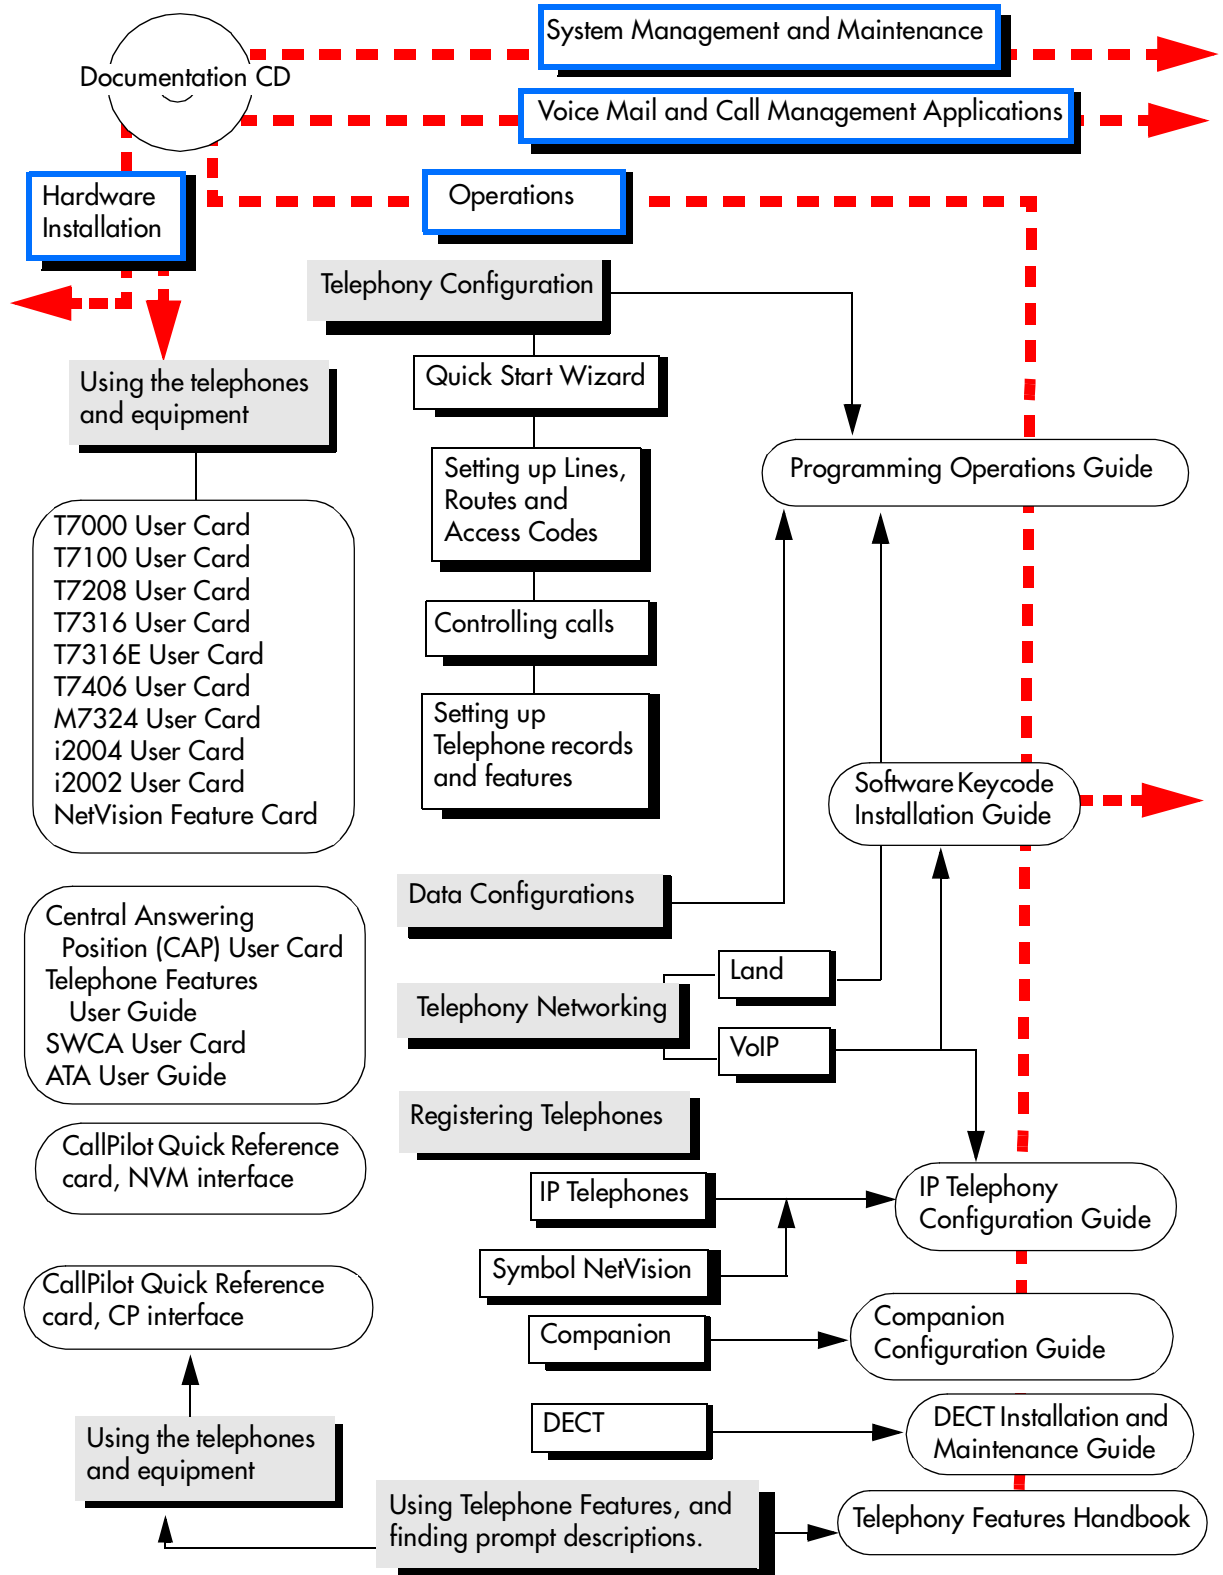 System Management and Maintenance
Documentation CD
Voice Mail and Call Management Applications
Hardware
Installation
Operations
Telephony Configuration
Using the telephones
and equipment
Quick Start Wizard
Setting up Lines,
Routes and
Access Codes
Programming Operations Guide
T7000 User Card
T7100 User Card
T7208 User Card
T7316 User Card
T7316E User Card
T7406 User Card
M7324 User Card
i2004 User Card
i2002 User Card
NetVision Feature Card
Controlling calls
Setting up
Telephone records
and features
Software Keycode
Installation Guide
Data Configurations
Central Answering
Position (CAP) User Card
Telephone Features
User Guide
SWCA User Card
ATA User Guide
Land
Telephony Networking
VoIP
Registering Telephones
CallPilot Quick Reference
card, NVM interface
IP Telephones
IP Telephony
Configuration Guide
Symbol NetVision
CallPilot Quick Reference
card, CP interface
Companion
Companion
Configuration Guide
DECT
DECT Installation and
Maintenance Guide
Using the telephones
and equipment
Using Telephone Features, and
finding prompt descriptions.
Telephony Features Handbook